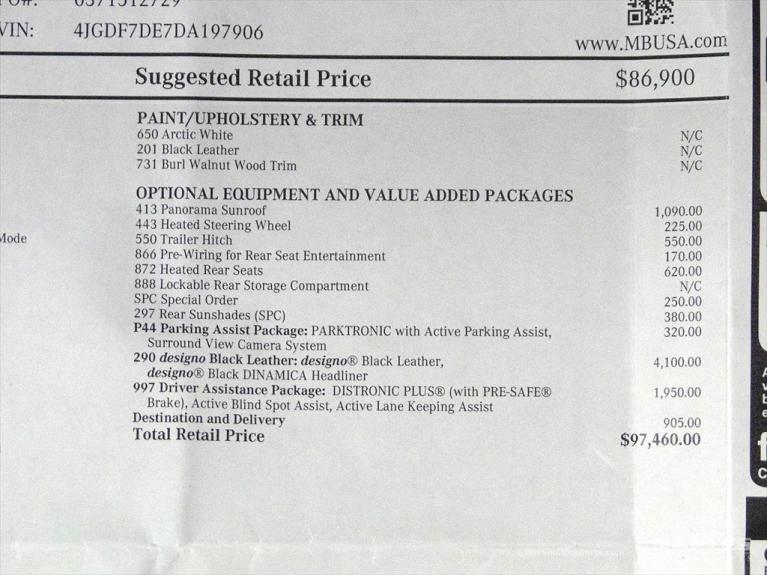 VIN: 4JGDF7DE7DA197906
www.MBUSA.com
Suggested Retail Price $86,900
PAINT/UPHOLSTERY & TRIM
650 Arctic White N/C
201 Black Leather N/C
731 Burl Walnut Wood Trim N/C
OPTIONAL EQUIPMENT AND VALUE ADDED PACKAGES
413 Panorama Sunroof 1,090.00
443 Heated Steering Wheel 225.00
Mode
550 Trailer Hitch 550.00
866 Pre-Wiring for Rear Seat Entertainment 170.00
872 Heated Rear Seats 620.00
888 Lockable Rear Storage Compartment N/C
SPC Special Order 250.00
297 Rear Sunshades (SPC) 380.00
P44 Parking Assist Package: PARKTRONIC with Active Parking Assist, 320.00
Surround View Camera System
290 designo Black Leather: designo® Black Leather, 4,100.00
designo® Black DINAMICA Headliner
997 Driver Assistance Package: DISTRONIC PLUS® (with PRE-SAFE® 1,950.00
Brake), Active Blind Spot Assist, Active Lane Keeping Assist
Destination and Delivery 905.00
Total Retail Price $97,460.00